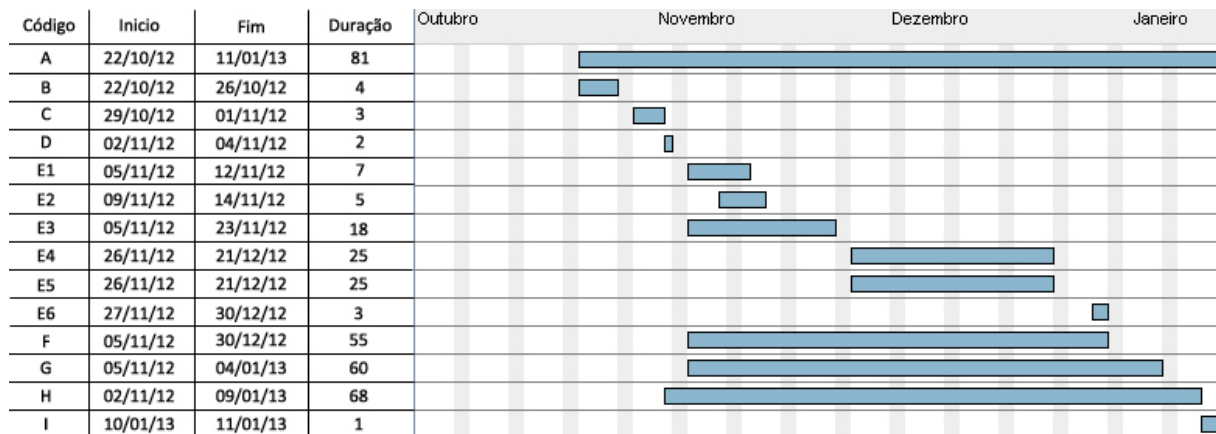 Código Inicio Fim Duração Outubro Novembro Dezembro Janeiro
A 22/10/12 11/01/13 81
B 22/10/12 26/10/12 4
C 29/10/12 01/11/12 3
D 02/11/12 04/11/12 2
E1 05/11/12 12/11/12 7
E2 09/11/12 14/11/12 5
E3 05/11/12 23/11/12 18
E4 26/11/12 21/12/12 25
E5 26/11/12 21/12/12 25
E6 27/11/12 30/12/12 3
F 05/11/12 30/12/12 55
G 05/11/12 04/01/13 60
H 02/11/12 09/01/13 68
I 10/01/13 11/01/13 1